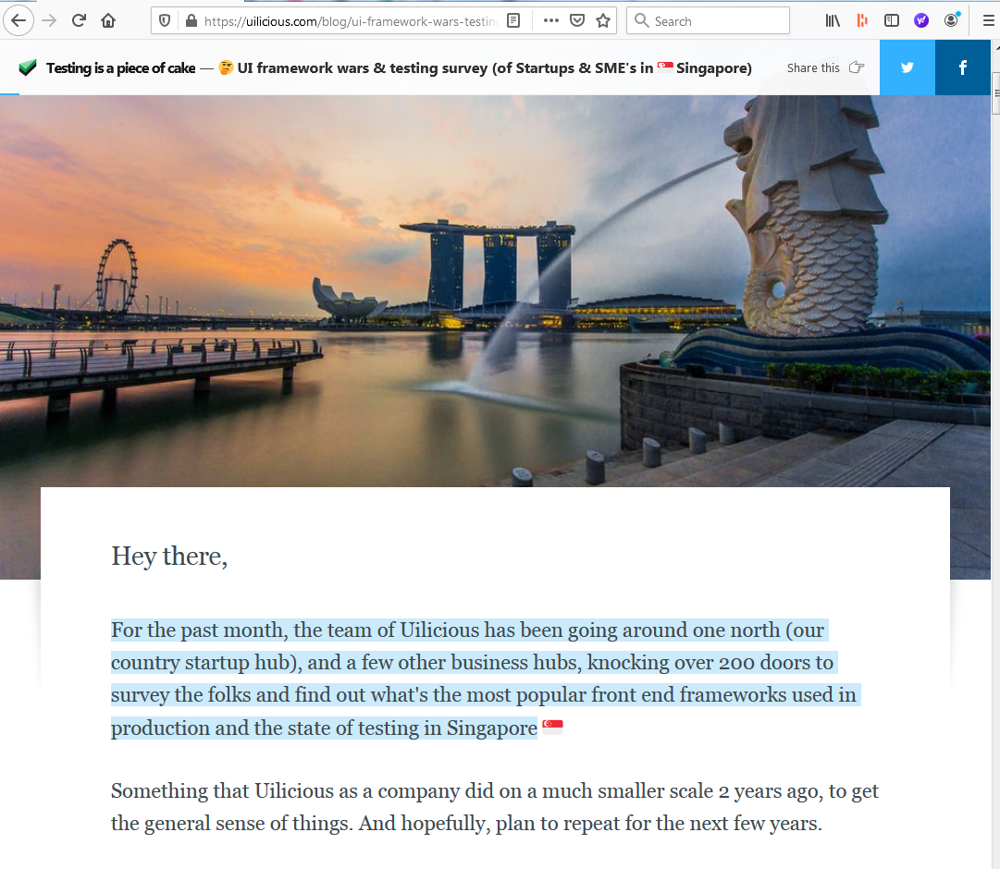 https://uilicious.com/blog/ui-framework-wars-testin
Search
Testing is a piece of cake — 🤔 UI framework wars & testing survey (of Startups & SME's in 🇸🇬 Singapore)
Share this
Hey there,
For the past month, the team of Uilicious has been going around one north (our
country startup hub), and a few other business hubs, knocking over 200 doors to
survey the folks and find out what's the most popular front end frameworks used in
production and the state of testing in Singapore 🇸🇬
Something that Uilicious as a company did on a much smaller scale 2 years ago, to get
the general sense of things. And hopefully, plan to repeat for the next few years.